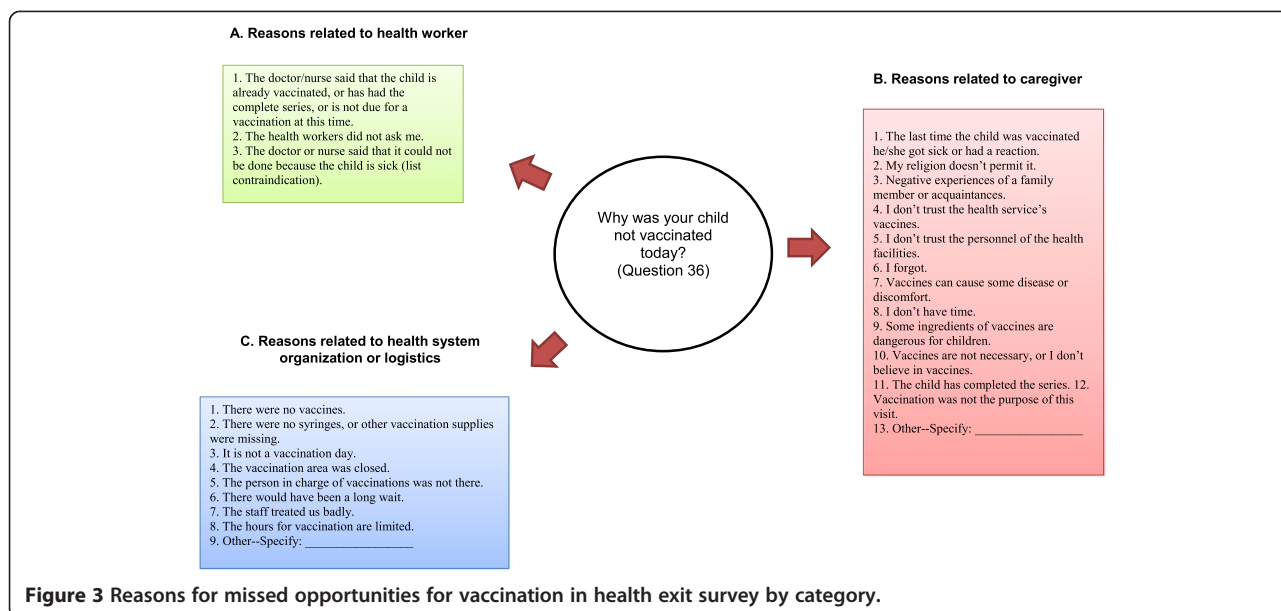 A. Reasons related to health worker
1. The doctor/nurse said that the child is
already vaccinated, or has had the
complete series, or is not due for a
vaccination at this time.
2. The health workers did not ask me.
3. The doctor or nurse said that it could not
be done because the child is sick (list
contraindication).
B. Reasons related to caregiver
1. The last time the child was vaccinated
he/she got sick or had a reaction.
2. My religion doesn’t permit it.
3. Negative experiences of a family
member or acquaintances.
4. I don’t trust the health service’s
vaccines.
5. I don’t trust the personnel of the health
facilities.
6. I forgot.
7. Vaccines can cause some disease or
discomfort.
8. I don’t have time.
9. Some ingredients of vaccines are
dangerous for children.
10. Vaccines are not necessary, or I don’t
believe in vaccines.
11. The child has completed the series. 12.
Vaccination was not the purpose of this
visit.
13. Other--Specify: __________________
Why was your child
not vaccinated
today?
(Question 36)
C. Reasons related to health system
organization or logistics
1. There were no vaccines.
2. There were no syringes, or other vaccination supplies
were missing.
3. It is not a vaccination day.
4. The vaccination area was closed.
5. The person in charge of vaccinations was not there.
6. There would have been a long wait.
7. The staff treated us badly.
8. The hours for vaccination are limited.
9. Other--Specify: __________________
Figure 3 Reasons for missed opportunities for vaccination in health exit survey by category.